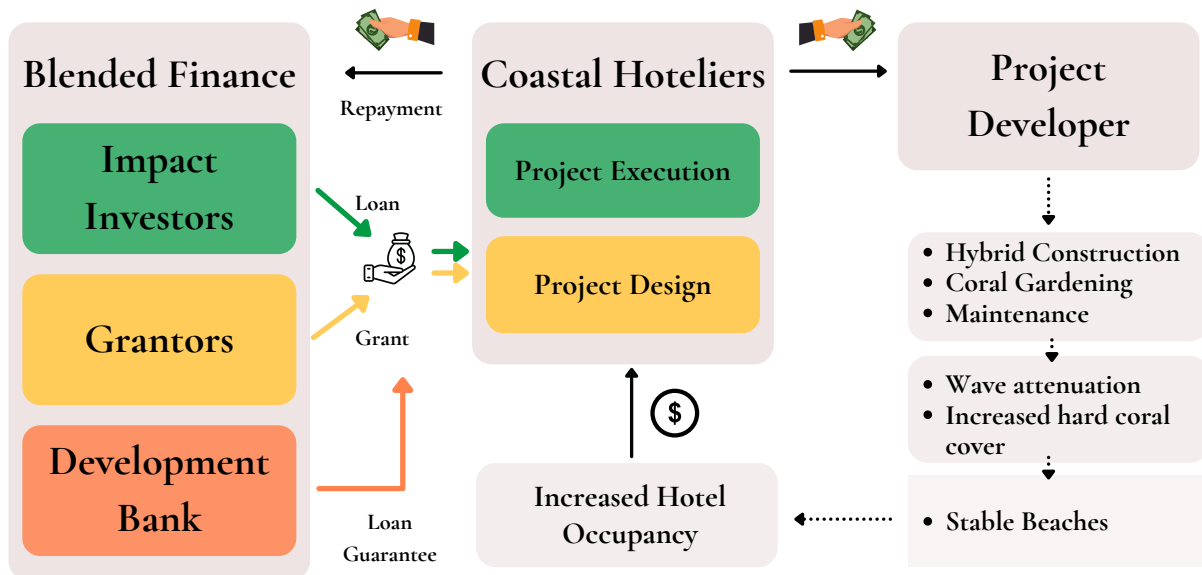 Blended Finance
Impact
Investors
Grantors
Development
Bank
Repayment
Loan
$
Grant
Loan
Guarantee
Coastal Hoteliers
Project Execution
Project Design
$
Increased Hotel
Occupancy
Project
Developer
• Hybrid Construction
• Coral Gardening
• Maintenance
• Wave attenuation
• Increased hard coral
cover
• Stable Beaches